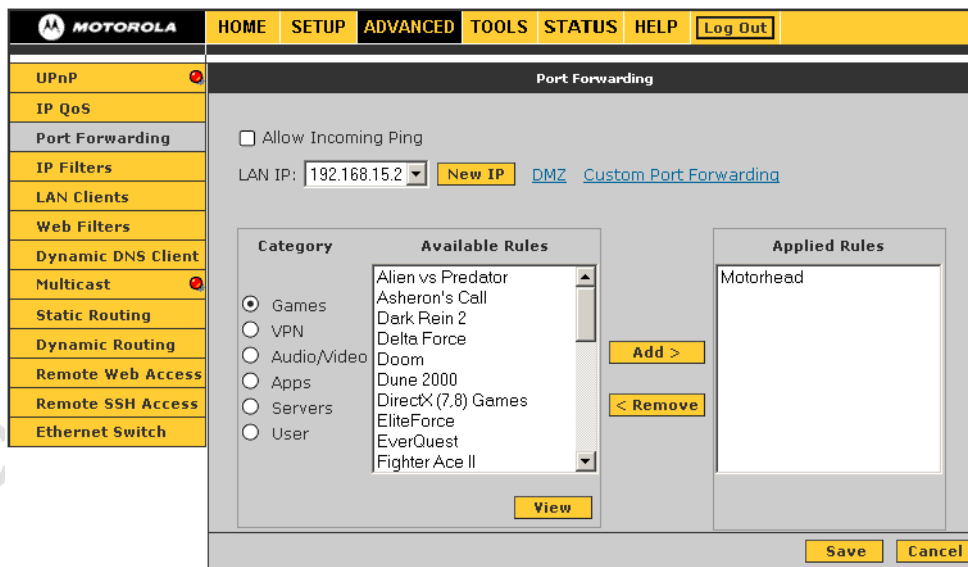 MOTOROLA
HOME SETUP ADVANCED TOOLS STATUS HELP Log Out
UPnP
IP QoS
Port Forwarding
IP Filters
LAN Clients
Web Filters
Dynamic DNS Client
Multicast
Static Routing
Dynamic Routing
Remote Web Access
Remote SSH Access
Ethernet Switch
Port Forwarding
Allow Incoming Ping
LAN IP: 192.168.15.2 New IP DMZ Custom Port Forwarding
Category
Games
VPN
Audio/Video
Apps
Servers
User
Available Rules
Alien vs Predator
Asheron's Call
Dark Rein 2
Delta Force
Doom
Dune 2000
DirectX (7,8) Games
EliteForce
EverQuest
Fighter Ace II
View
Add >
< Remove
Applied Rules
Motorhead
Save Cancel